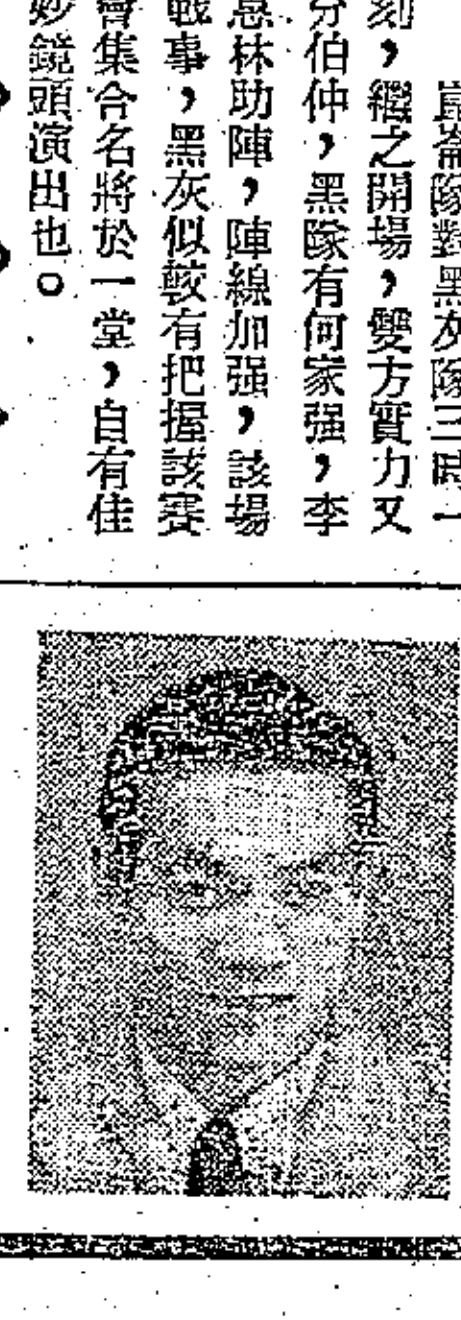 崑崙隊對黑灰隊三時一
刻，繼之開場，雙方實力又
分伯仲，黑隊有何家强，李
惠林助陣，陣線加强，該場
戰事，黑灰似較有把握該賽
會集合名將於一堂，自有佳
妙鏡頭演出也。